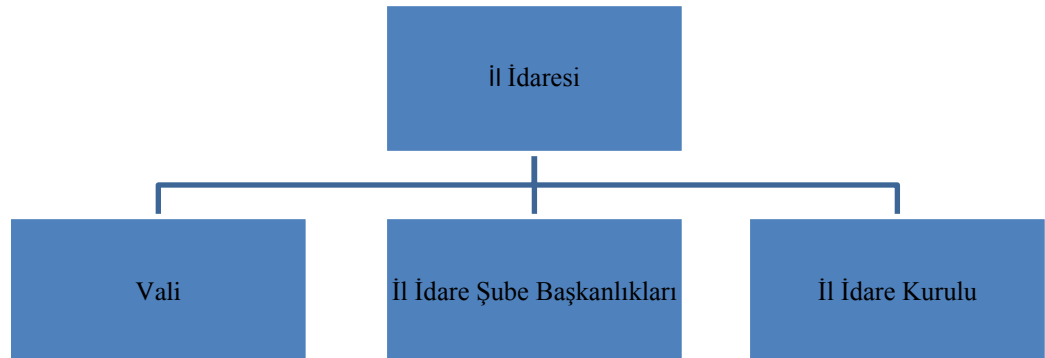 İl İdaresi
Vali
İl İdare Şube Başkanlıkları
İl İdare Kurulu